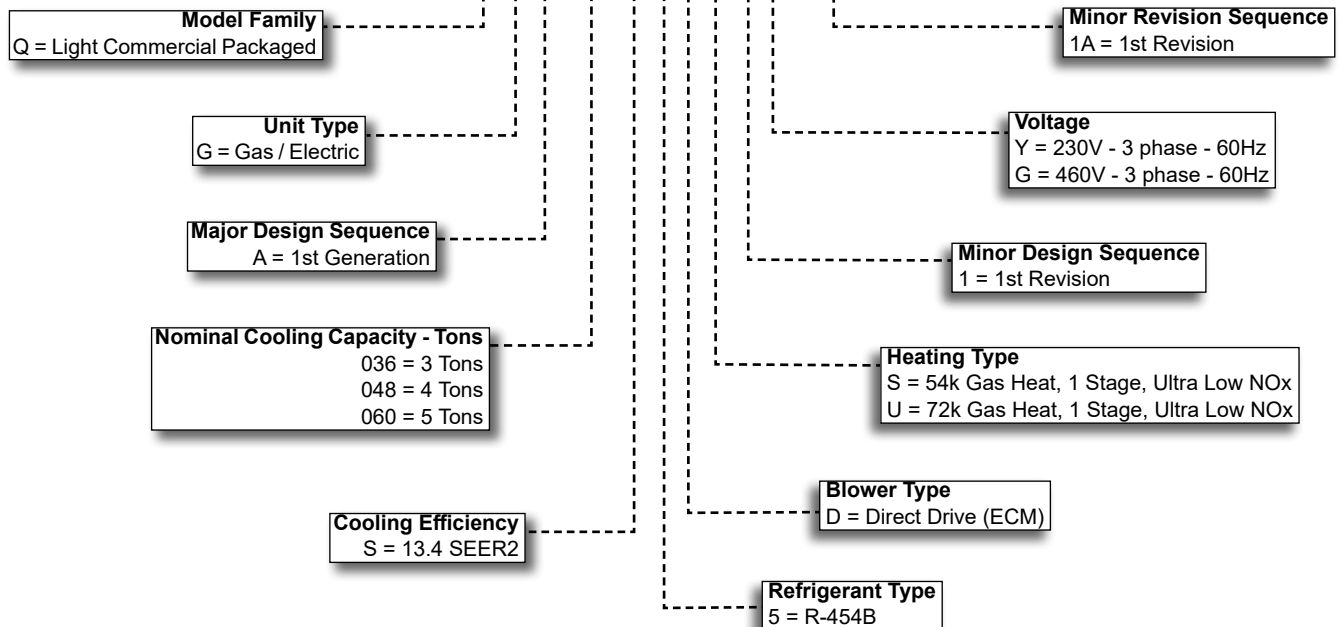 Model Family
Q = Light Commercial Packaged
Minor Revision Sequence
1A = 1st Revision
Unit Type
G = Gas / Electric
Voltage
Y = 230V - 3 phase - 60Hz
G = 460V - 3 phase - 60Hz
Major Design Sequence
A = 1st Generation
Minor Design Sequence
1 = 1st Revision
Nominal Cooling Capacity - Tons
036 = 3 Tons
048 = 4 Tons
060 = 5 Tons
Heating Type
S = 54k Gas Heat, 1 Stage, Ultra Low NOx
U = 72k Gas Heat, 1 Stage, Ultra Low NOx
Blower Type
D = Direct Drive (ECM)
Cooling Efficiency
S = 13.4 SEER2
Refrigerant Type
5 = R-454B